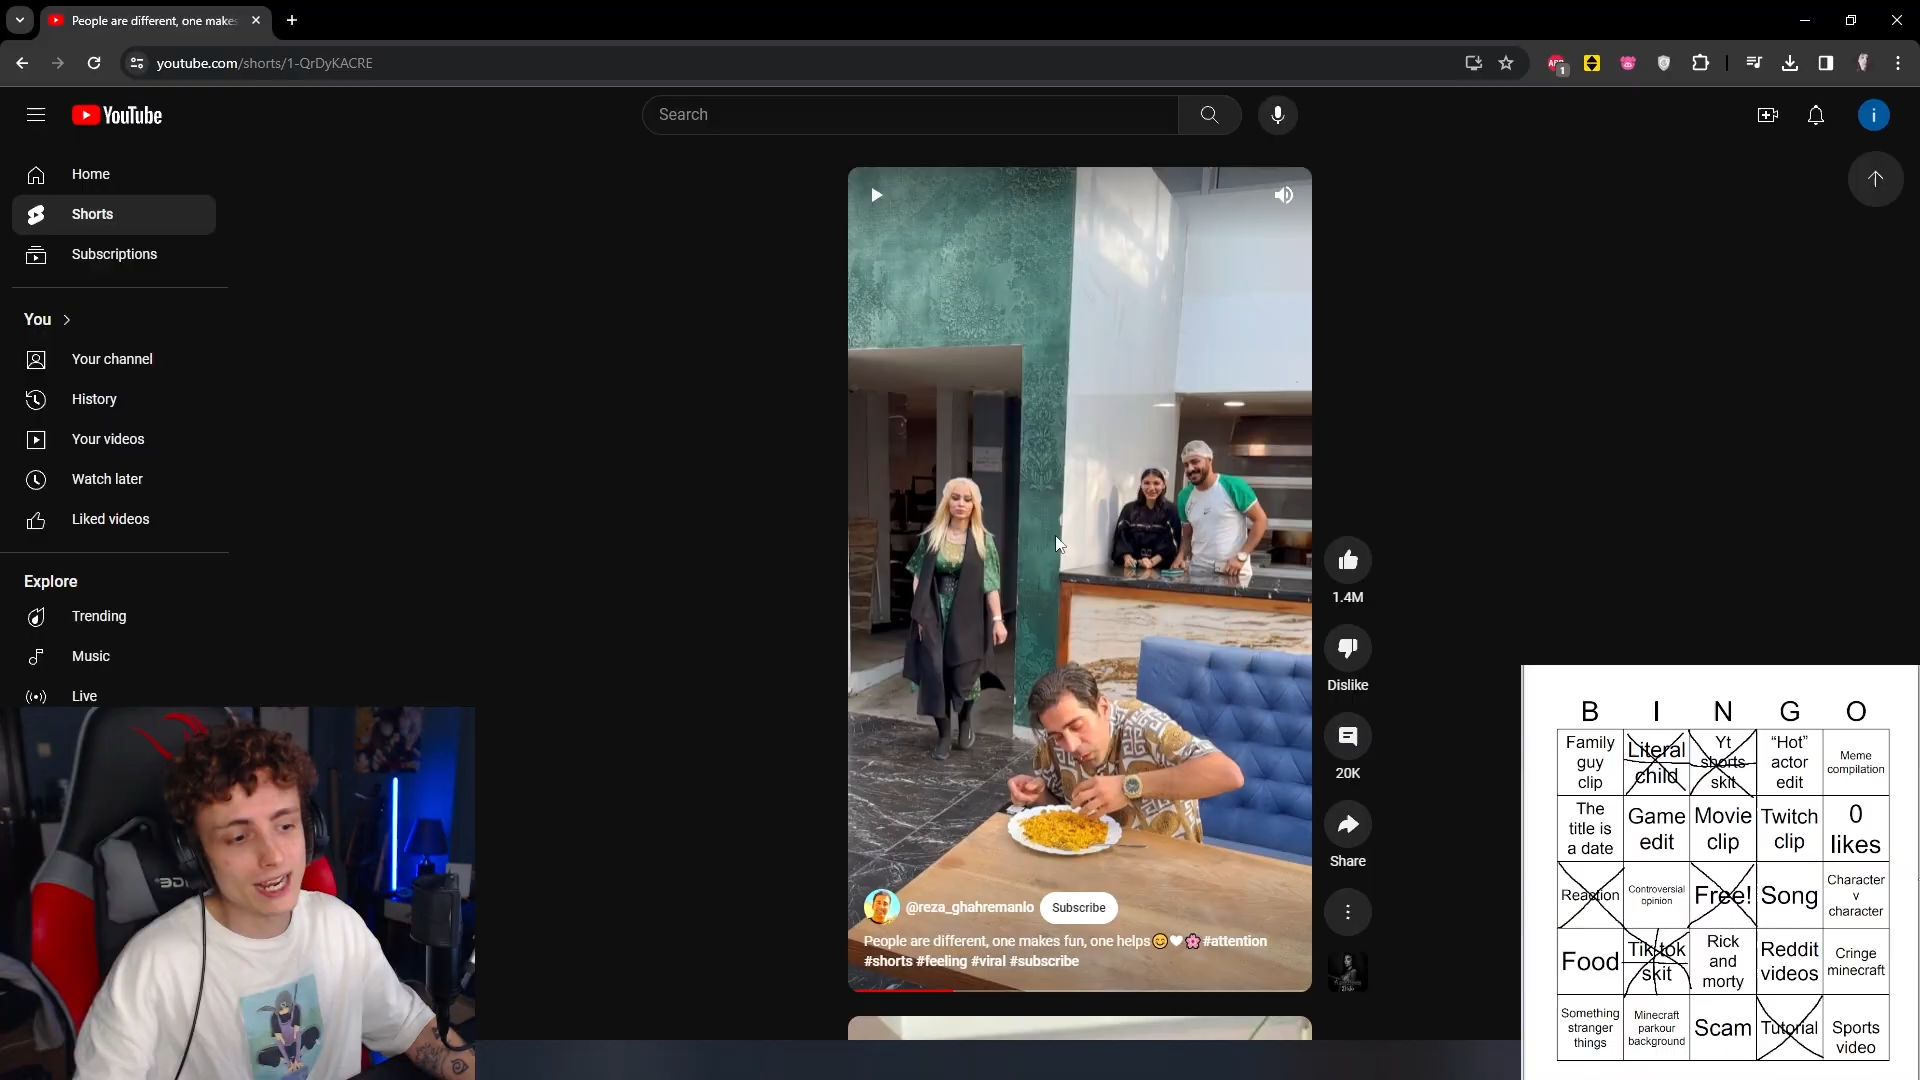 People are different, one make
youtube.com/shorts/1-QrDyKACRE
ABP
1
YouTube
Search
i
Home
Shorts
Subscriptions
You
Your channel
History
Your videos
Watch later
Liked videos
Explore
Trending
Music
Live
1.4M
Dislike
20K
Share
@reza_ghahremanlo
Subscribe
People are different, one makes fun, one helps😊🤍🌸#attention
#shorts #feeling #viral #subscribe
B I N G O
Family
guy
clip
Literal
child
Yt
shorts
skit
“Hot”
actor
edit
Meme
compilation
The
title is
a date
Game
edit
Movie
clip
Twitch
clip
0
likes
Reaction
Controversial
opinion
Free!
Song
Character
v
character
Food
Tik tok
skit
Rick
and
morty
Reddit
videos
Cringe
minecraft
Something
stranger
things
Minecraft
parkour
background
Scam
Tutorial
Sports
video